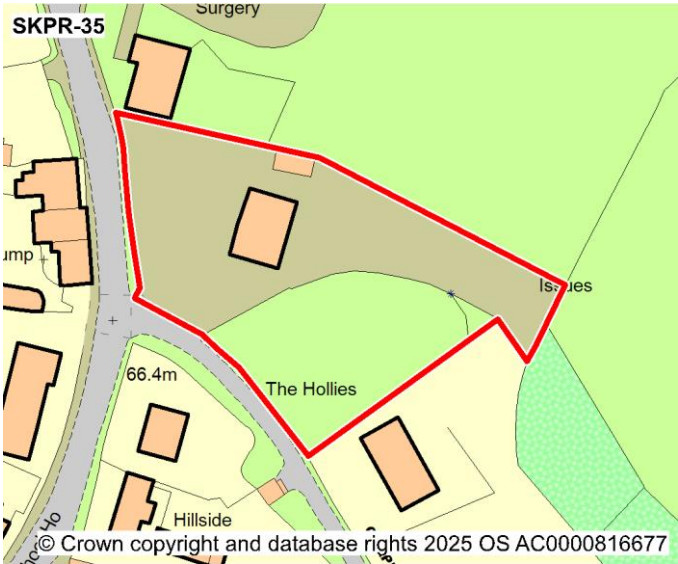 SKPR-35
Surgery
ump
Issues
66.4m
The Hollies
Hillside
© Crown copyright and database rights 2025 OS AC0000816677